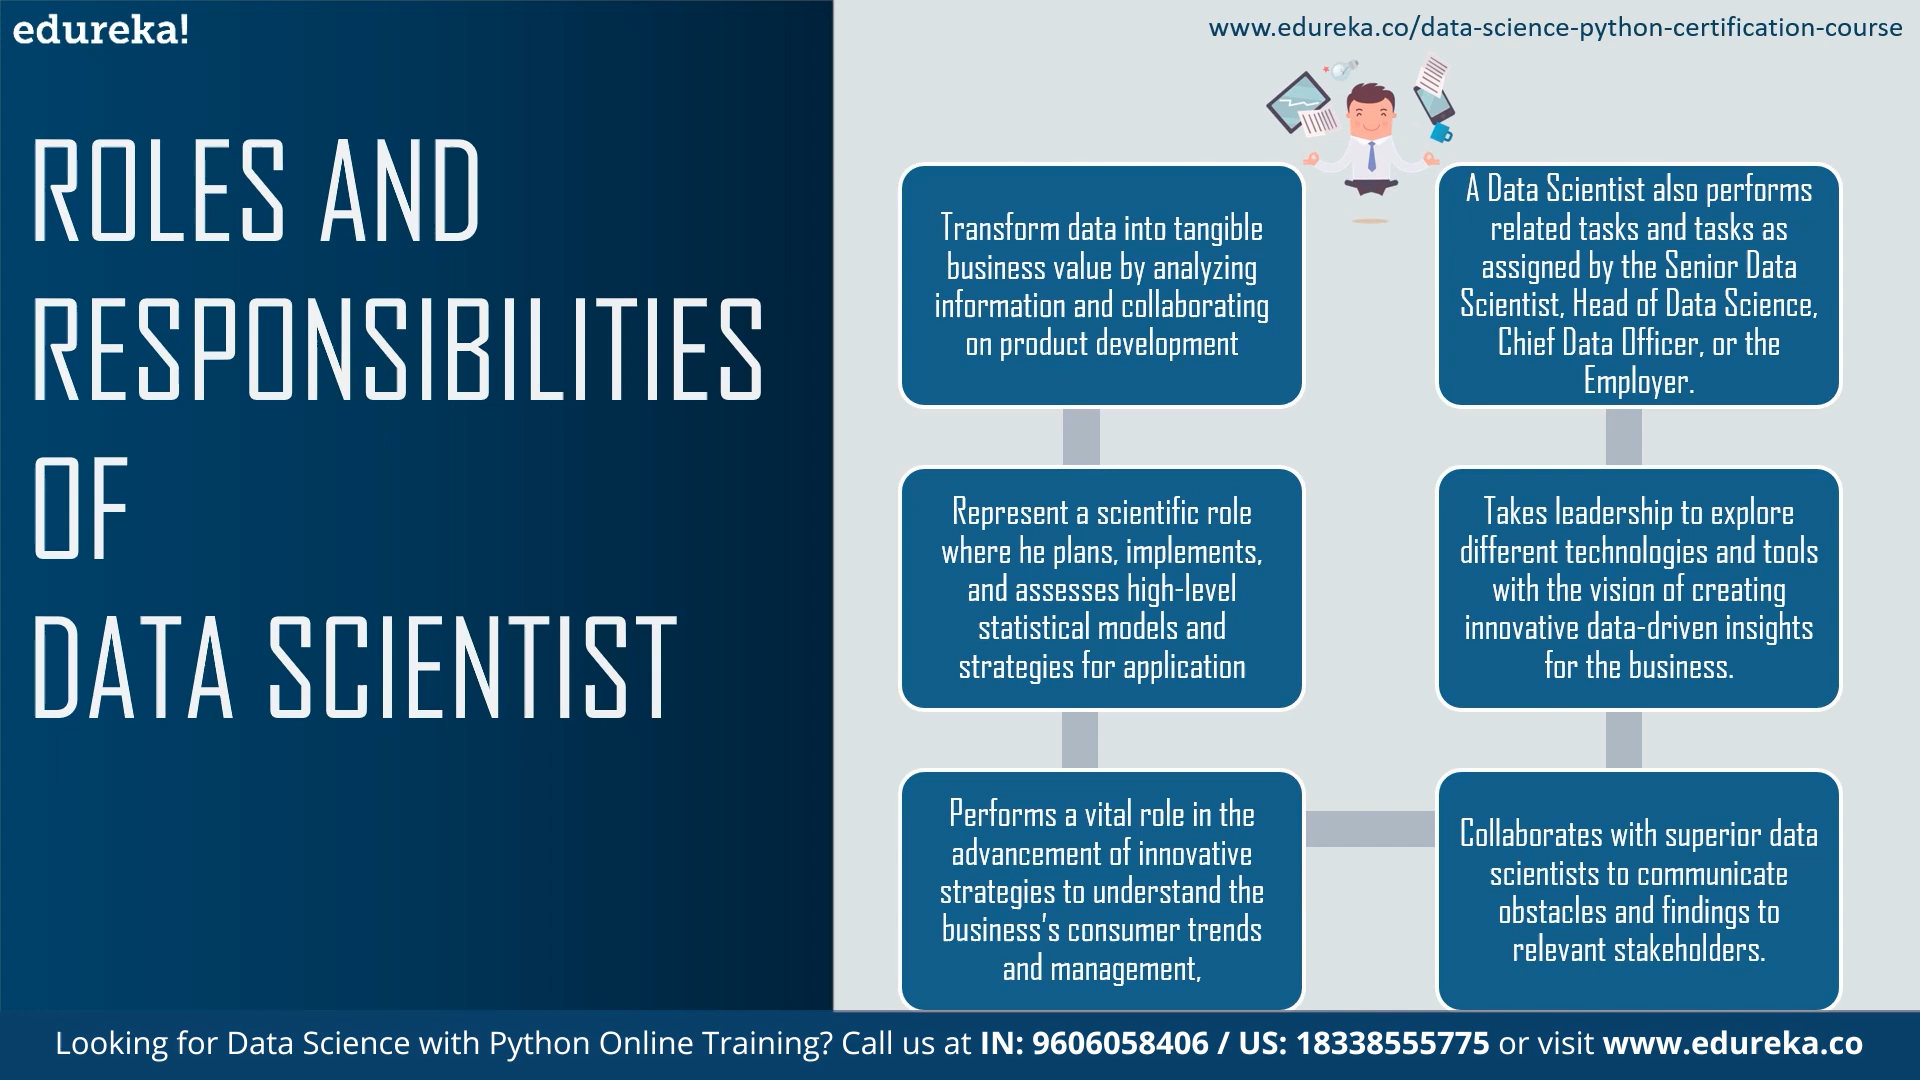 edureka!
www.edureka.co/data-science-python-certification-course
ROLES AND
RESPONSIBILITIES
OF
DATA SCIENTIST
Transform data into tangible
business value by analyzing
information and collaborating
on product development
Represent a scientific role
where he plans, implements,
and assesses high-level
statistical models and
strategies for application
Performs a vital role in the
advancement of innovative
strategies to understand the
business's consumer trends
and management,
Collaborates with superior data
scientists to communicate
obstacles and findings to
relevant stakeholders.
Takes leadership to explore
different technologies and tools
with the vision of creating
innovative data-driven insights
for the business.
A Data Scientist also performs
related tasks and tasks as
assigned by the Senior Data
Scientist, Head of Data Science,
Chief Data Officer, or the
Employer.
Looking for Data Science with Python Online Training? Call us at IN: 9606058406 / US: 18338555775 or visit www.edureka.co